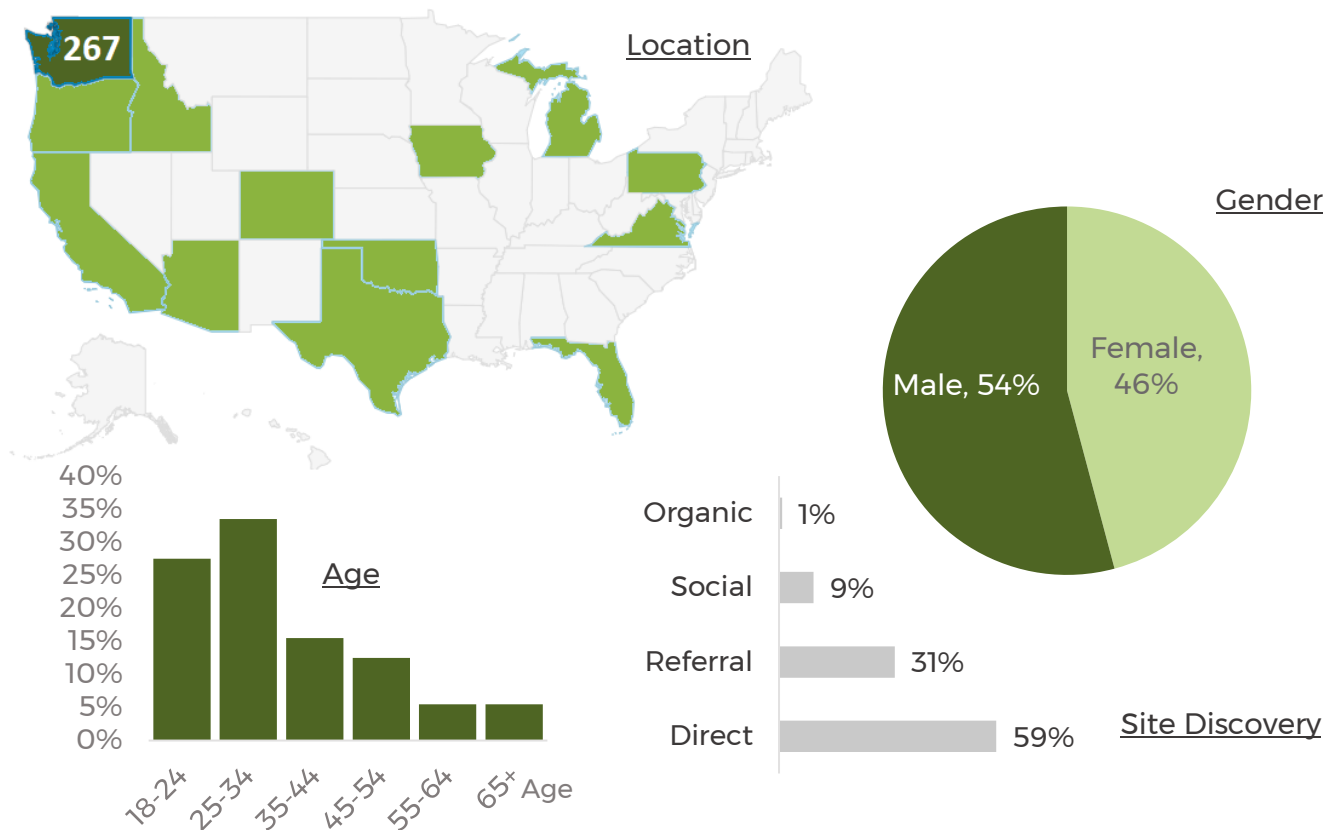 267
Location
Gender
Male, 54%
Female,
46%
40%
35%
30%
25%
20%
15%
10%
5%
0%
Age
18-24
25-34
35-44
45-54
55-64
65+
Age
Organic
1%
Social
9%
Referral
31%
Direct
59%
Site Discovery